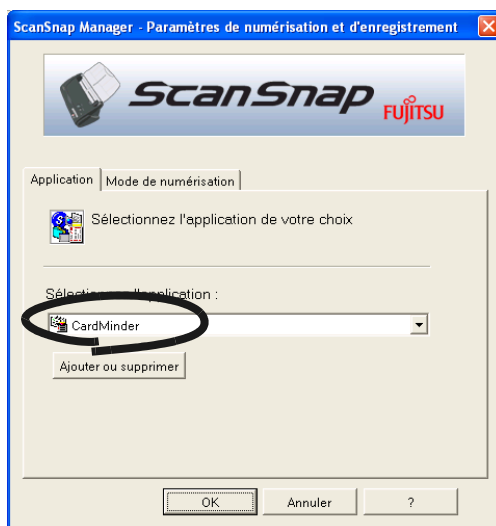 ScanSnap Manager - Paramètres de numérisation et d'enregistrement
ScanSnap
FUJITSU
Application Mode de numérisation
Sélectionnez l'application de votre choix
Sélectionnez l'application :
CardMinder
Ajouter ou supprimer
OK Annuler ?